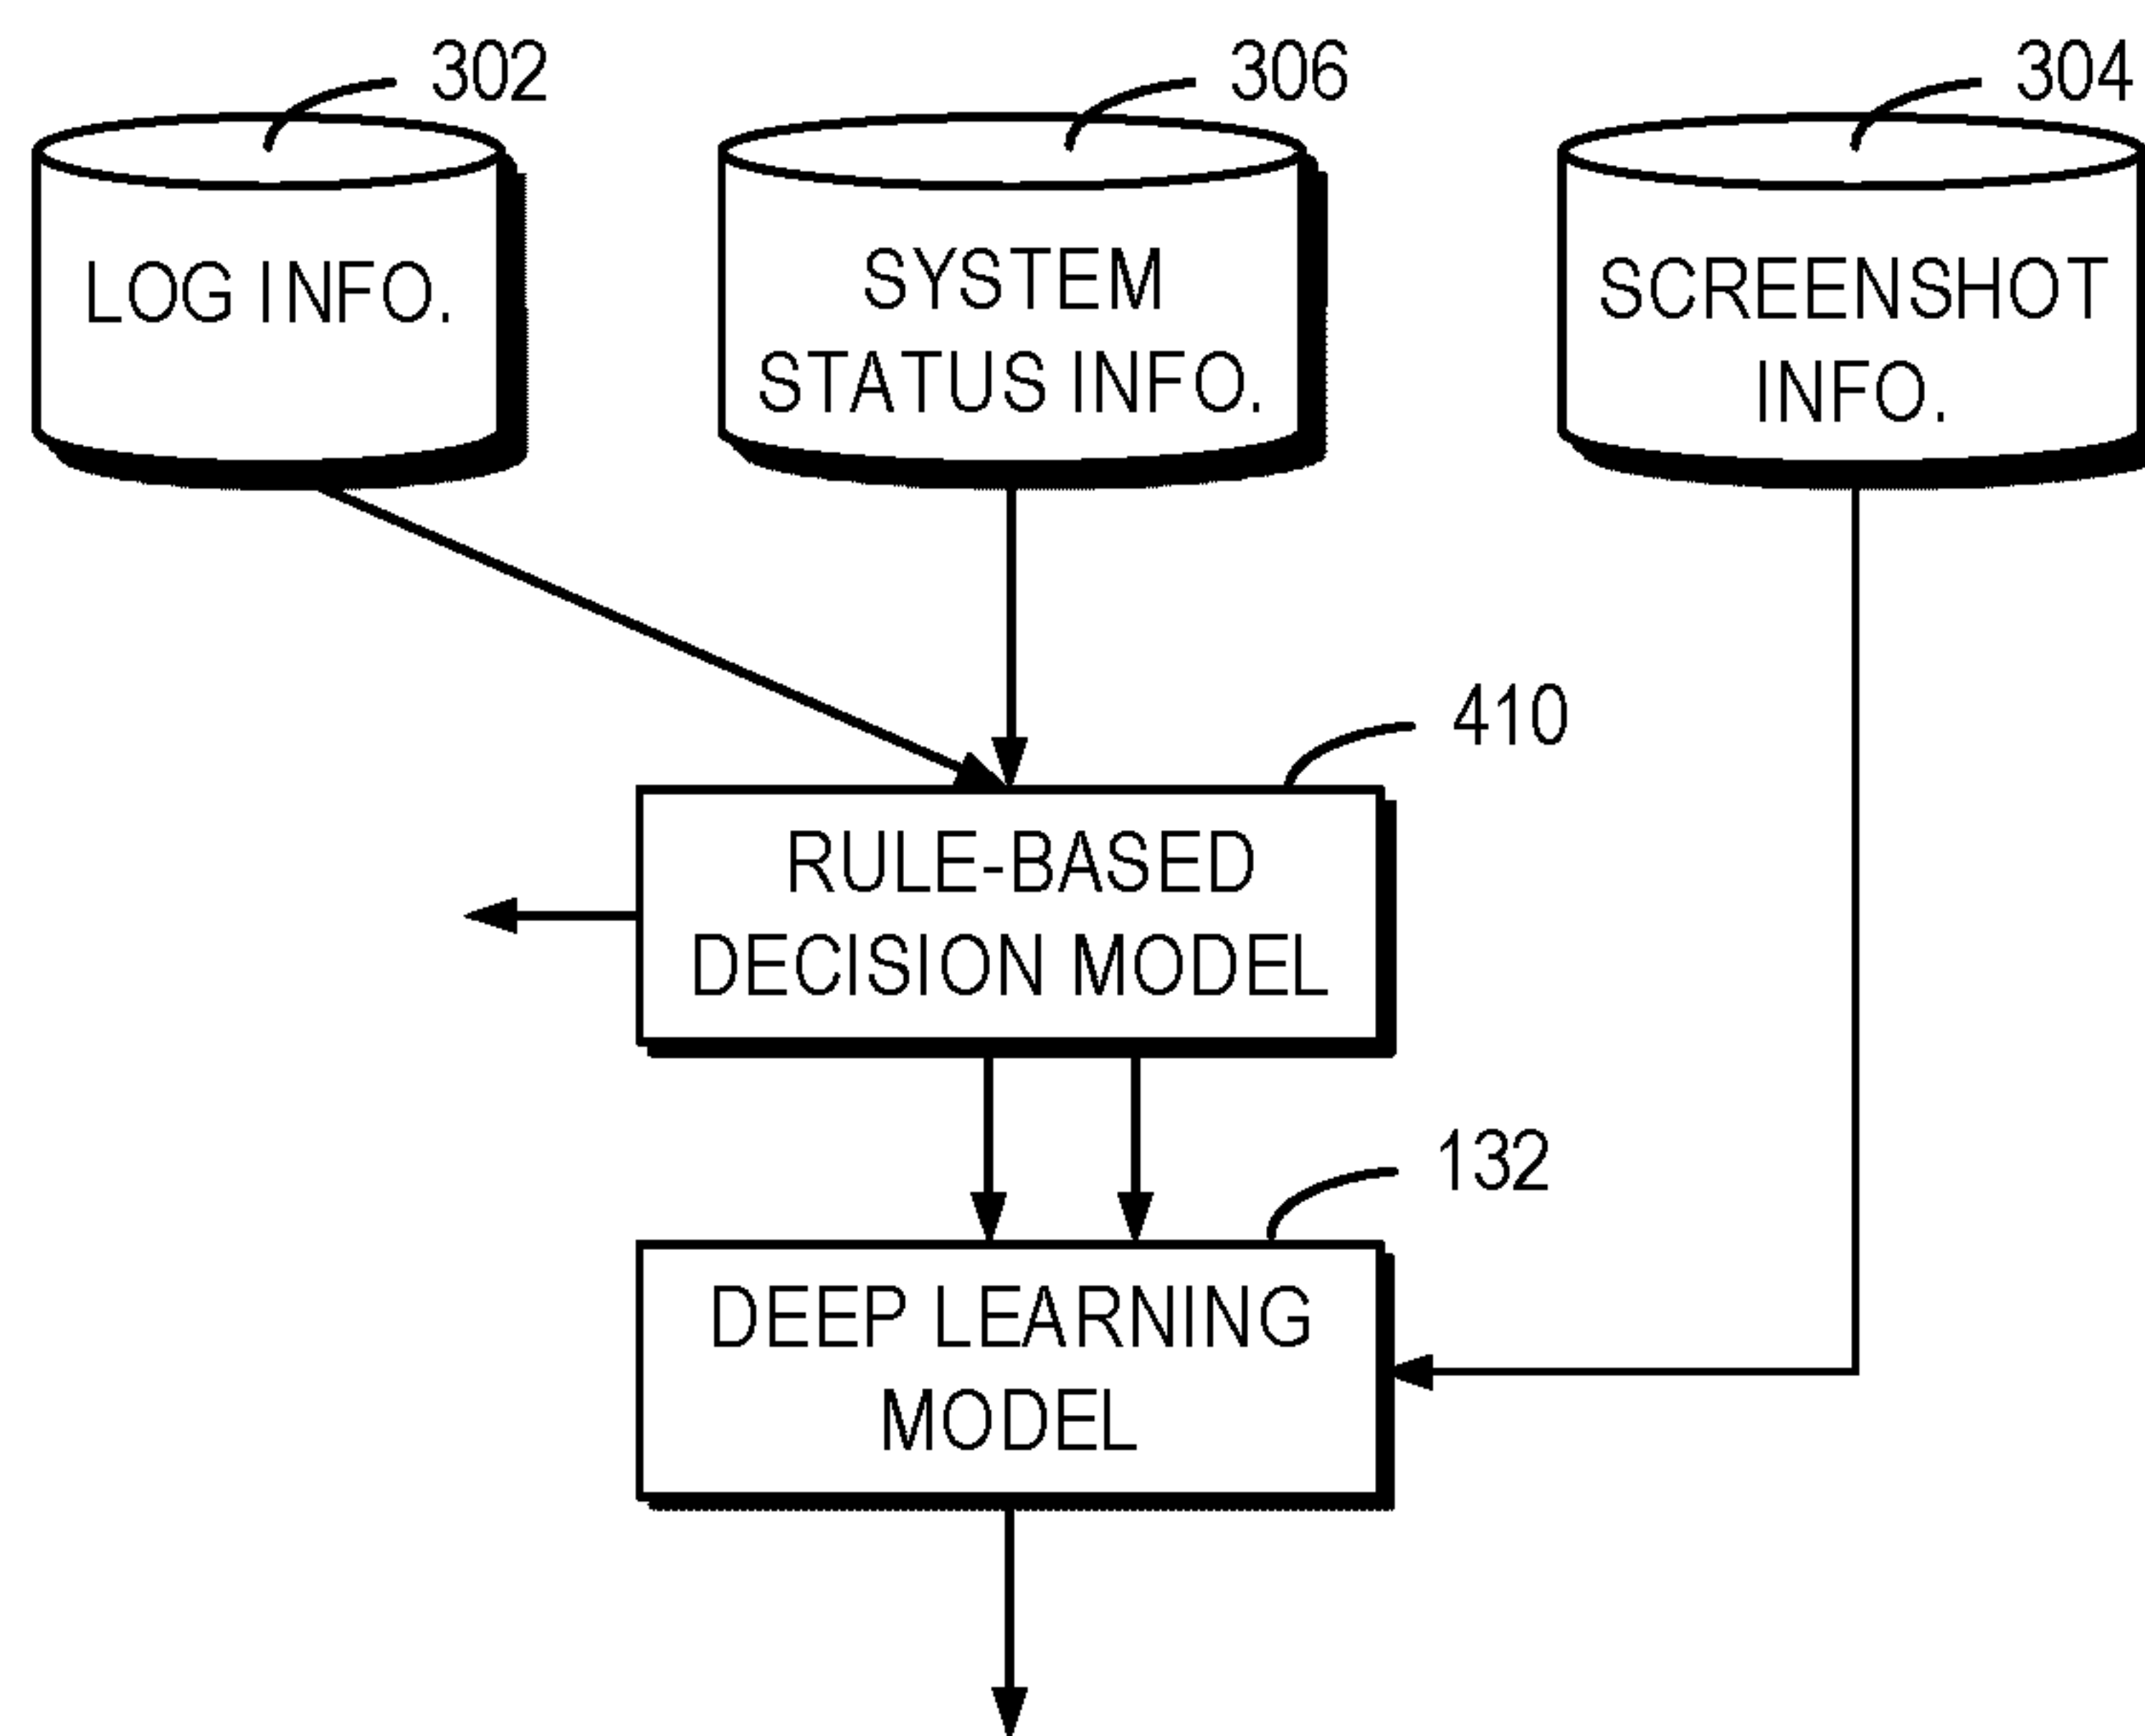 302
306
304
LOG INFO.
SYSTEM
STATUS INFO.
SCREENSHOT
INFO.
410
RULE-BASED
DECISION MODEL
132
DEEP LEARNING
MODEL